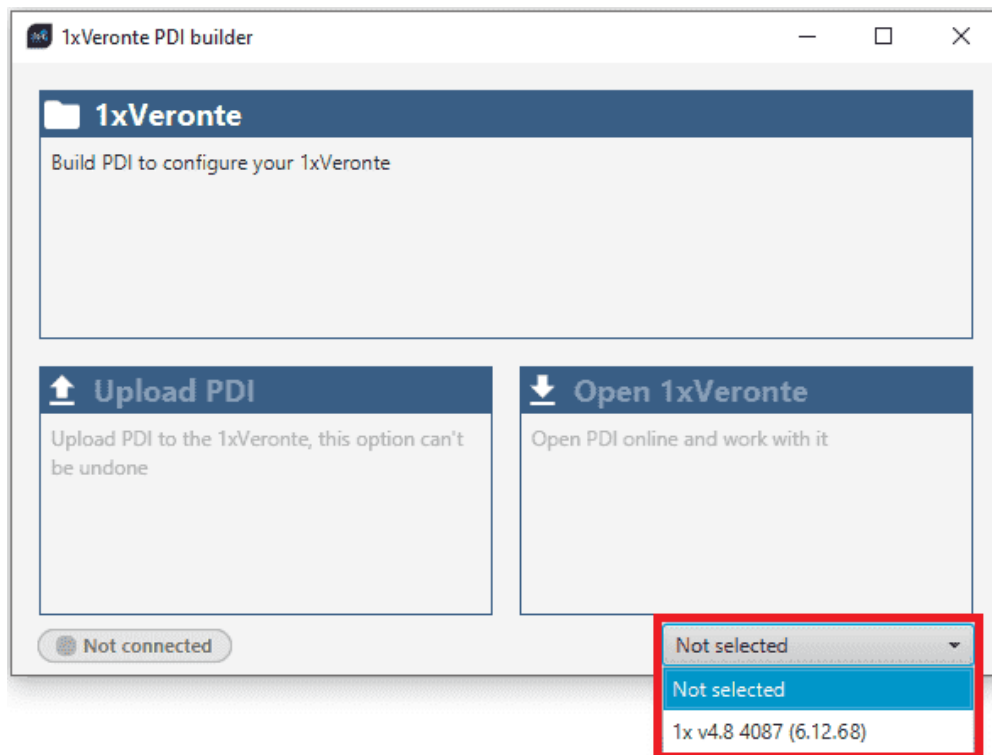 1xVeronte PDI builder
1xVeronte
Build PDI to configure your 1xVeronte
Upload PDI
Upload PDI to the 1xVeronte, this option can't
be undone
Open 1xVeronte
Open PDI online and work with it
Not connected
Not selected
Not selected
1x v4.8 4087 (6.12.68)